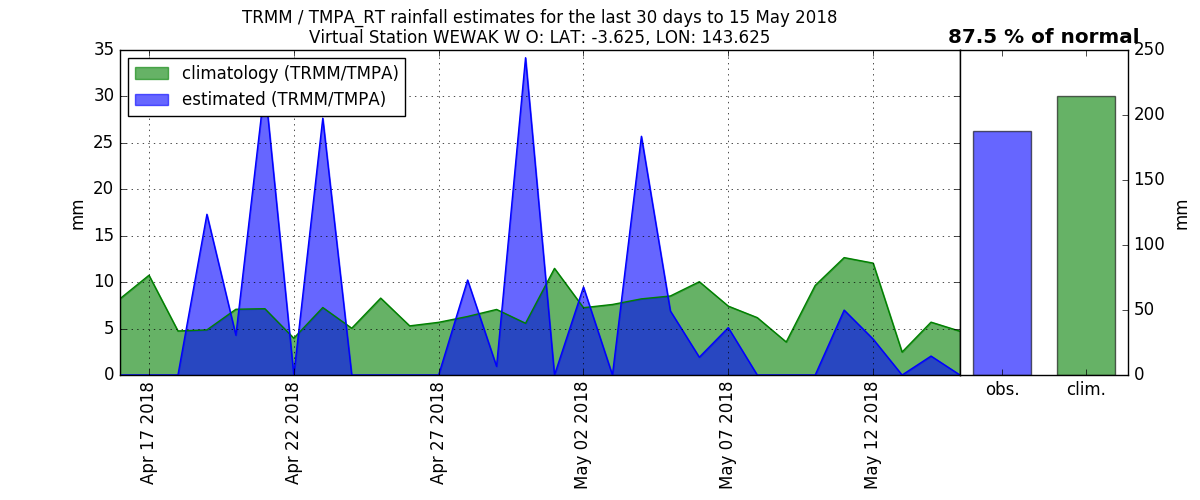 TRMM / TMPA_RT rainfall estimates for the last 30 days to 15 May 2018
Virtual Station WEWAK W O: LAT: -3.625, LON: 143.625
87.5 % of normal
climatology (TRMM/TMPA)
estimated (TRMM/TMPA)
35
30
25
20
15
10
5
0
mm
Apr 17 2018
Apr 22 2018
Apr 27 2018
May 02 2018
May 07 2018
May 12 2018
250
200
150
100
50
0
mm
obs.
clim.